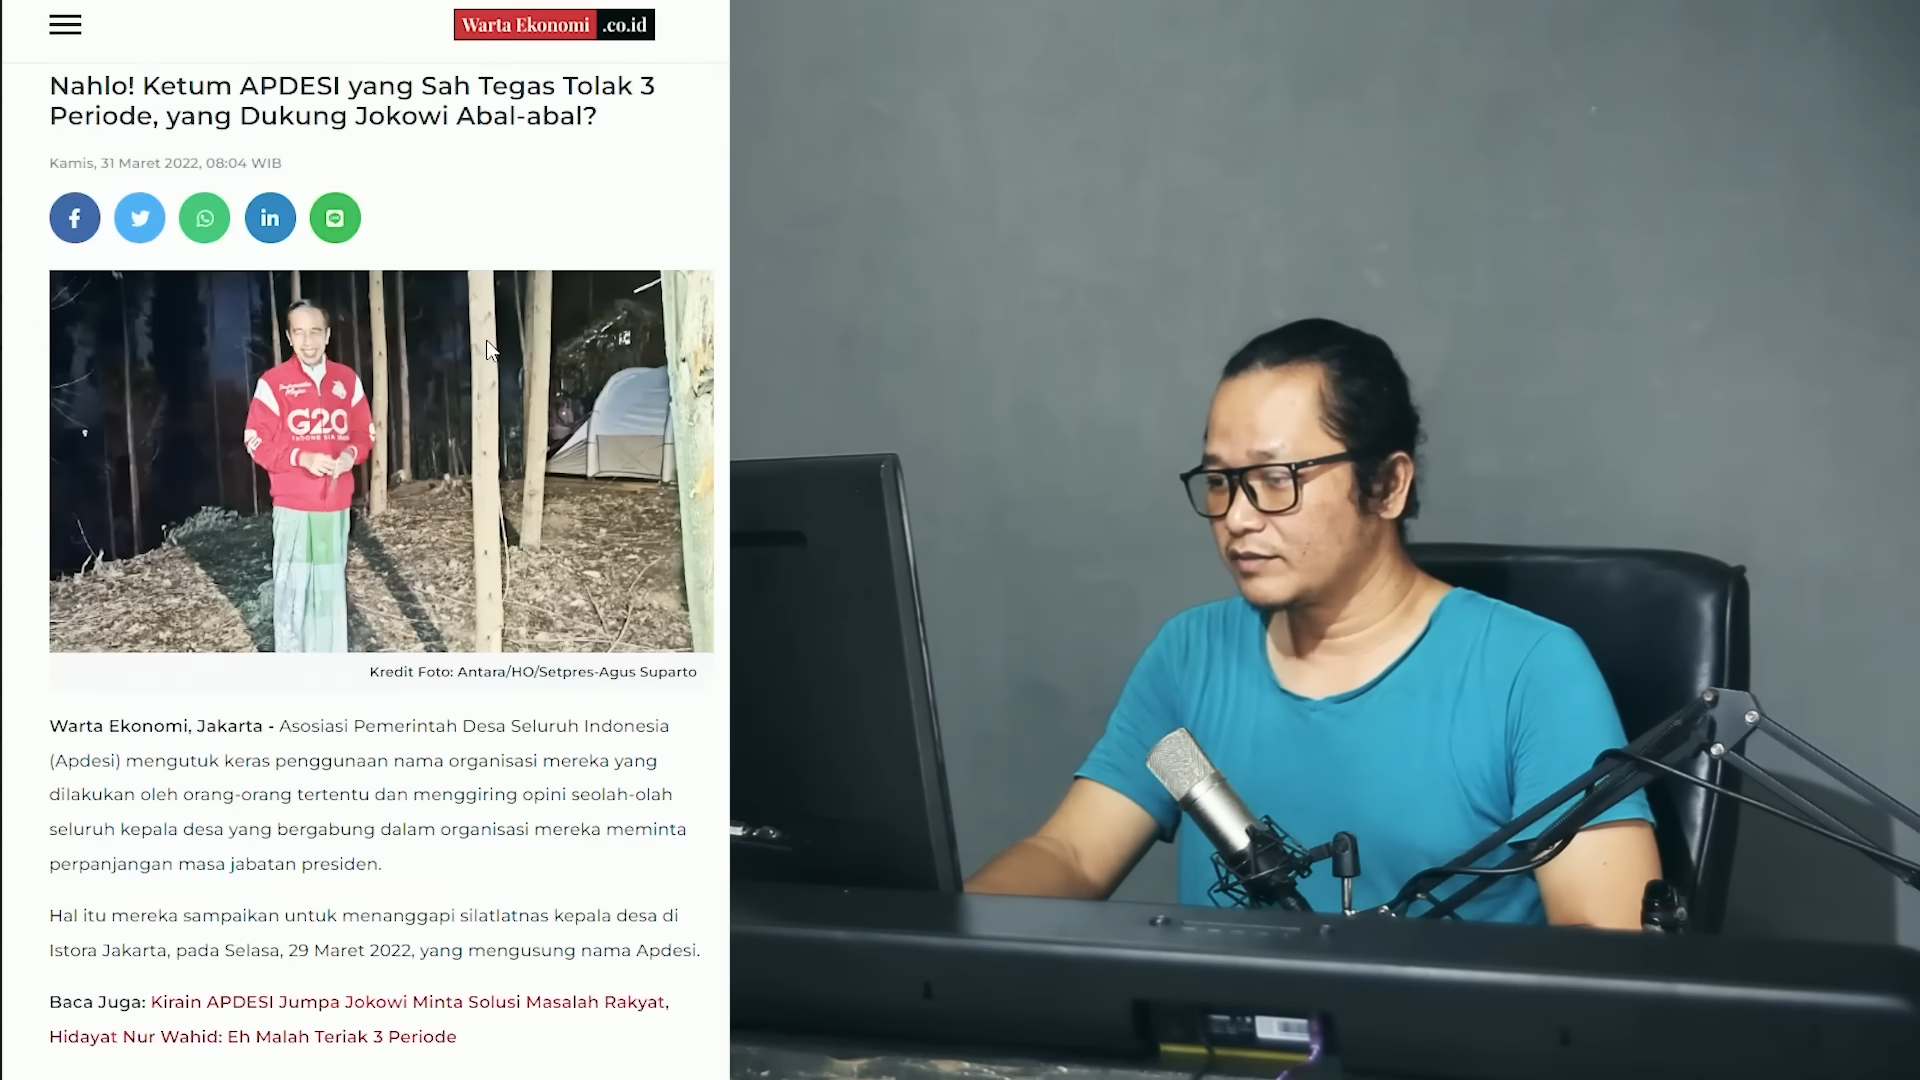 Warta Ekonomi .co.id
Nahlo! Ketum APDESI yang Sah Tegas Tolak 3
Periode, yang Dukung Jokowi Abal-abal?
Kamis, 31 Maret 2022, 08:04 WIB
G20
Kredit Foto: Antara/HO/Setpres-Agus Suparto
Warta Ekonomi, Jakarta - Asosiasi Pemerintah Desa Seluruh Indonesia
(Apdesi) mengutuk keras penggunaan nama organisasi mereka yang
dilakukan oleh orang-orang tertentu dan menggiring opini seolah-olah
seluruh kepala desa yang bergabung dalam organisasi mereka meminta
perpanjangan masa jabatan presiden.
Hal itu mereka sampaikan untuk menanggapi silatlatnas kepala desa di
Istora Jakarta, pada Selasa, 29 Maret 2022, yang mengusung nama Apdesi.
Baca Juga: Kirain APDESI Jumpa Jokowi Minta Solusi Masalah Rakyat,
Hidayat Nur Wahid: Eh Malah Teriak 3 Periode